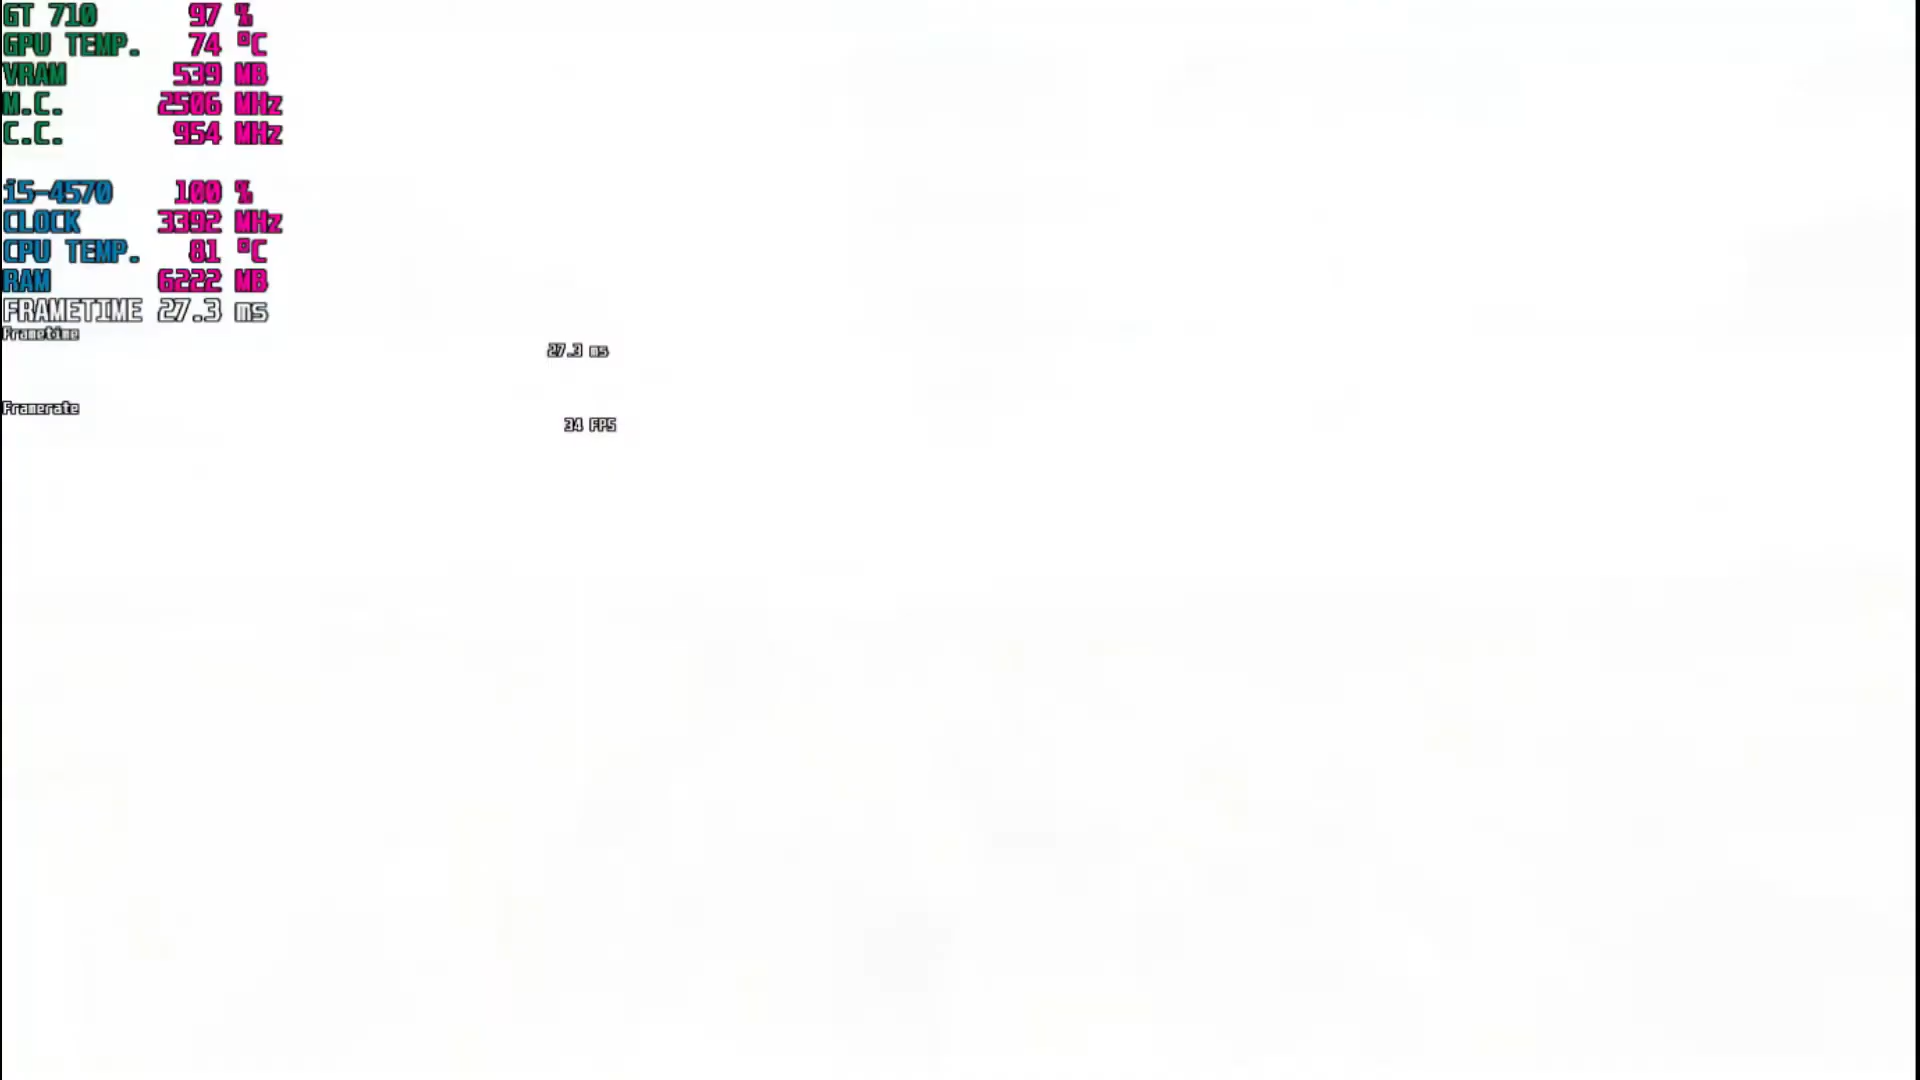 GT 710 97 %
GPU TEMP. 74 °C
VRAM 539 MB
M.C. 2506 MHz
C.C. 954 MHz
i5-4570 100 %
CLOCK 3392 MHz
CPU TEMP. 81 °C
RAM 6222 MB
FRAMETIME 27.3 ms
Frametime
27.3 ms
Framerate
34 FPS